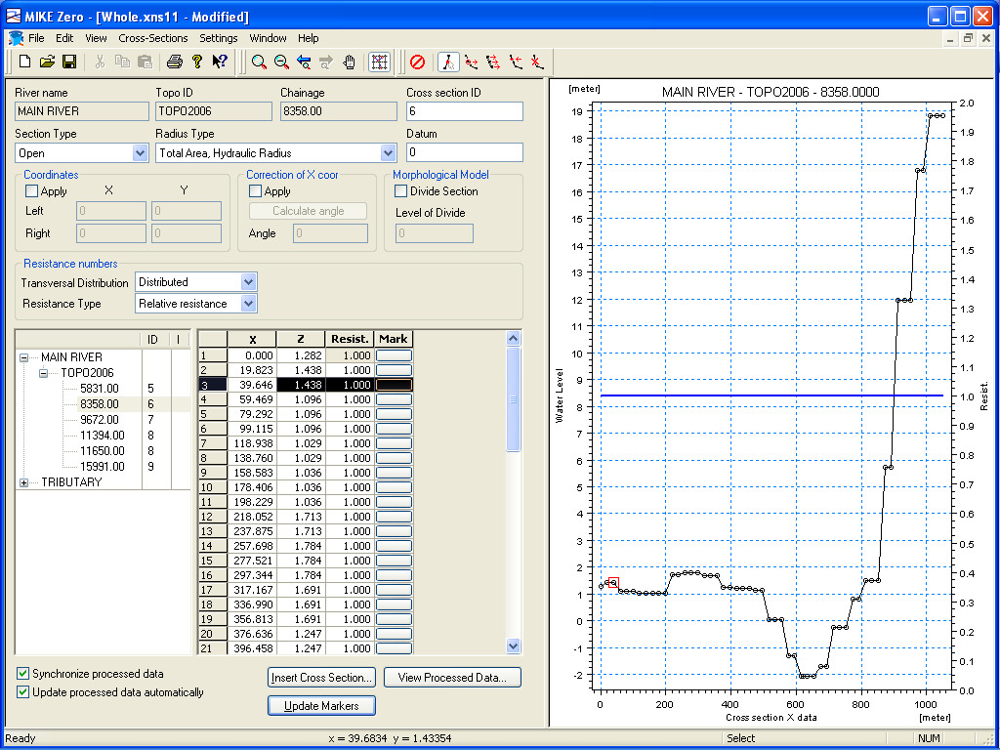 MIKE Zero - [Whole.xns11 - Modified]
File Edit View Cross-Sections Settings Window Help
River name Topo ID Chainage Cross section ID
MAIN RIVER TOPO2006 8358.00 6
Section Type Radius Type Datum
Open Total Area, Hydraulic Radius 0
Coordinates Correction of X coor Morphological Model
Apply X Y Apply Divide Section
Left 0 0 Calculate angle Level of Divide
Right 0 0 Angle 0 0
Resistance numbers
Transversal Distribution Distributed
Resistance Type Relative resistance
ID I
MAIN RIVER
TOPO2006
5831.00 5
8358.00 6
9672.00 7
11394.00 8
11650.00 8
15991.00 9
TRIBUTARY
X Z Resist. Mark
1 0.000 1.282 1.000
2 19.823 1.438 1.000
3 39.646 1.438 1.000
4 59.469 1.096 1.000
5 79.292 1.096 1.000
6 99.115 1.096 1.000
7 118.938 1.029 1.000
8 138.760 1.029 1.000
9 158.583 1.036 1.000
10 178.406 1.036 1.000
11 198.229 1.036 1.000
12 218.052 1.713 1.000
13 237.875 1.713 1.000
14 257.698 1.784 1.000
15 277.521 1.784 1.000
16 297.344 1.784 1.000
17 317.167 1.691 1.000
18 336.990 1.691 1.000
19 356.813 1.691 1.000
20 376.636 1.247 1.000
21 396.458 1.247 1.000
Synchronize processed data
Update processed data automatically
Insert Cross Section... View Processed Data...
Update Markers
[meter] MAIN RIVER - TOPO2006 - 8358.0000
19
18
17
16
15
14
13
12
11
10
9
8
7
6
5
4
3
2
1
0
-1
-2
Water Level
2.0
1.9
1.8
1.7
1.6
1.5
1.4
1.3
1.2
1.1
1.0
0.9
0.8
0.7
0.6
0.5
0.4
0.3
0.2
0.1
0.0
Resist.
0 200 400 600 800 1000
Cross section X data [meter]
Ready x = 39.6834 y = 1.43354 Select NUM